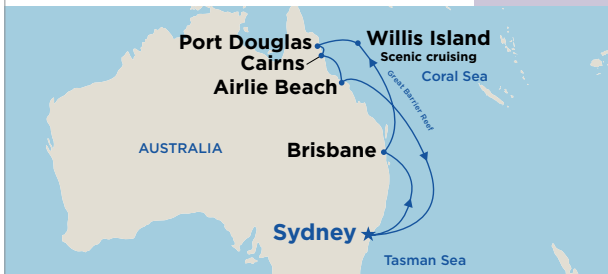 Port Douglas
Willis Island
Cairns
Scenic cruising
Airlie Beach
Great Barrier Reef
Coral Sea
AUSTRALIA
Brisbane
Sydney
Tasman Sea